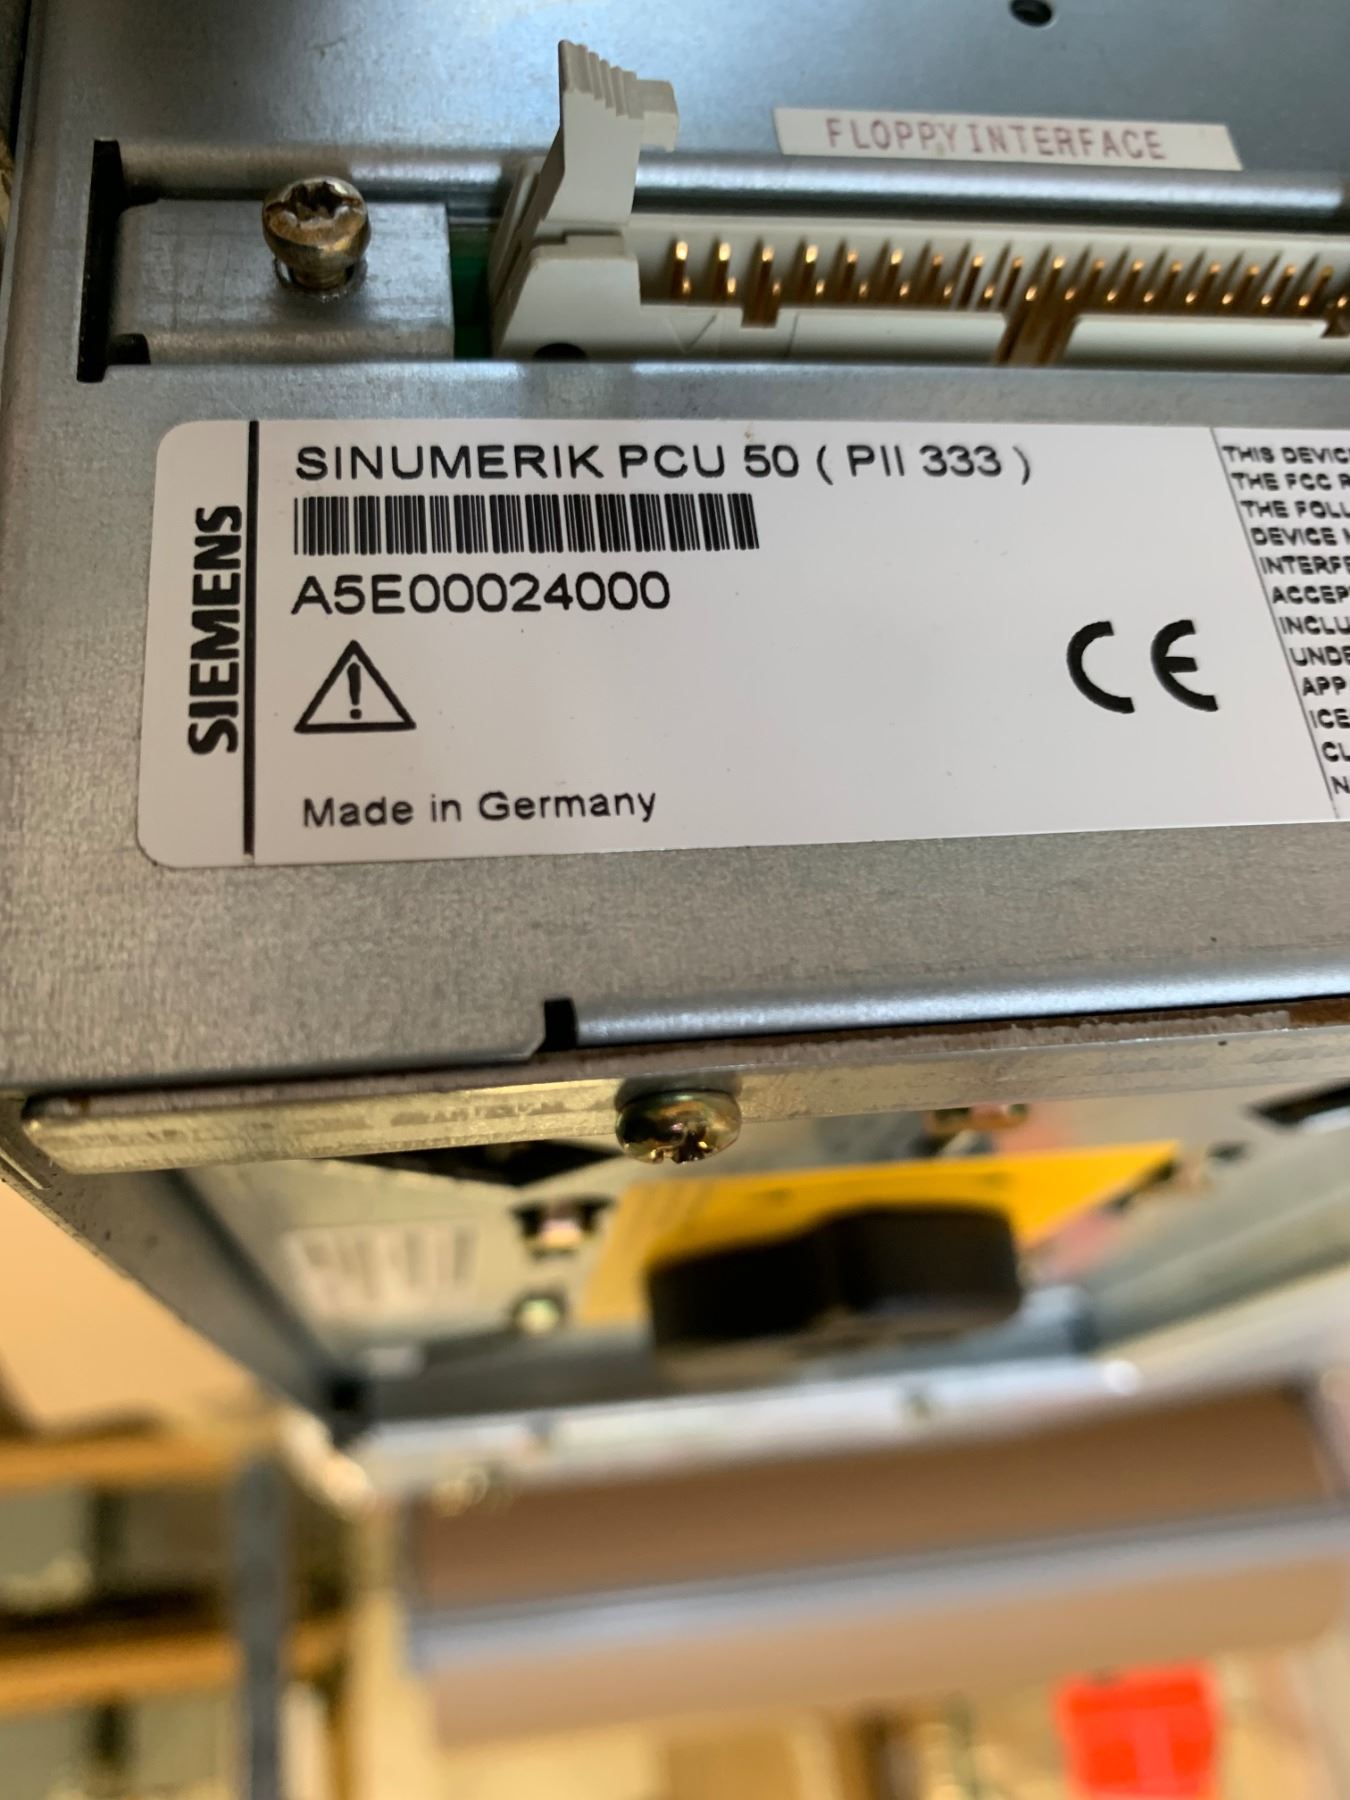 FLOPPY INTERFACE
SINUMERIK PCU 50 ( PII 333 )
A5E00024000
SIEMENS
CE
Made in Germany
THIS DEVIC
THE FCC R
THE FOLL
DEVICE
INTERFE
ACCEP
INCLU
UNDE
APP
ICE
CL
N